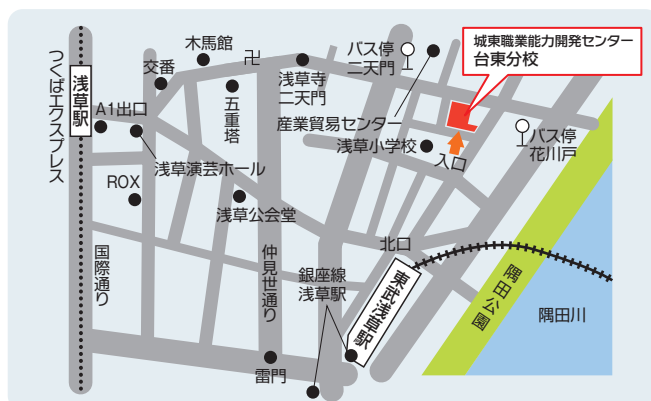 城東職業能力開発センター
台東分校
木馬館
卍
バス停
二天門
交番
浅草寺
二天門
つくばエクスプレス
浅草駅
A1出口
五重塔
産業貿易センター
浅草小学校
バス停
花川戸
入口
浅草演芸ホール
ROX
浅草公会堂
北口
国際通り
仲見世通り
銀座線
浅草駅
東武浅草駅
隅田公園
隅田川
雷門